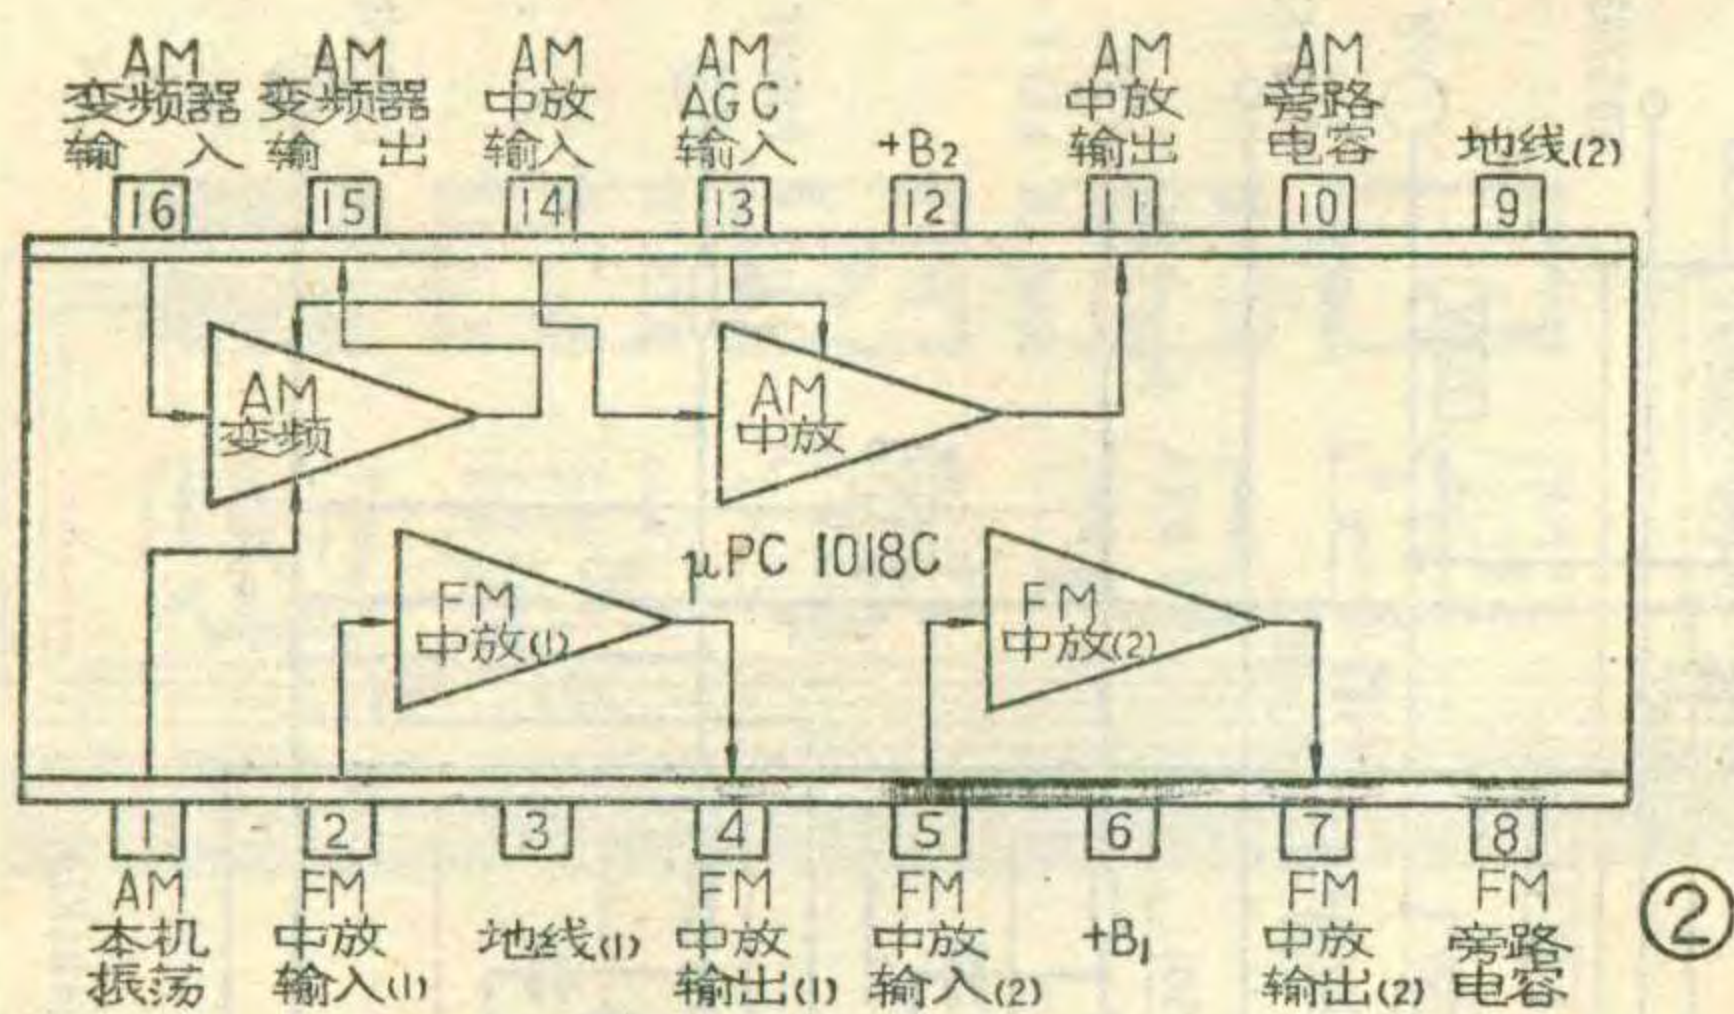 AM
变频器
输入
AM
变频器
输出
AM
中放
输入
AM
AGC
输入
+B₂
AM
中放
输出
AM
旁路
电容
地线(2)
16
15
14
13
12
11
10
9
AM
变频
AM
中放
μPC 1018C
FM
中放(1)
FM
中放(2)
1
2
3
4
5
6
7
8
AM
本机
振荡
FM
中放
输入(1)
地线(1)
FM
中放
输出(1)
FM
中放
输入(2)
+B₁
FM
中放
输出(2)
FM
旁路
电容
②